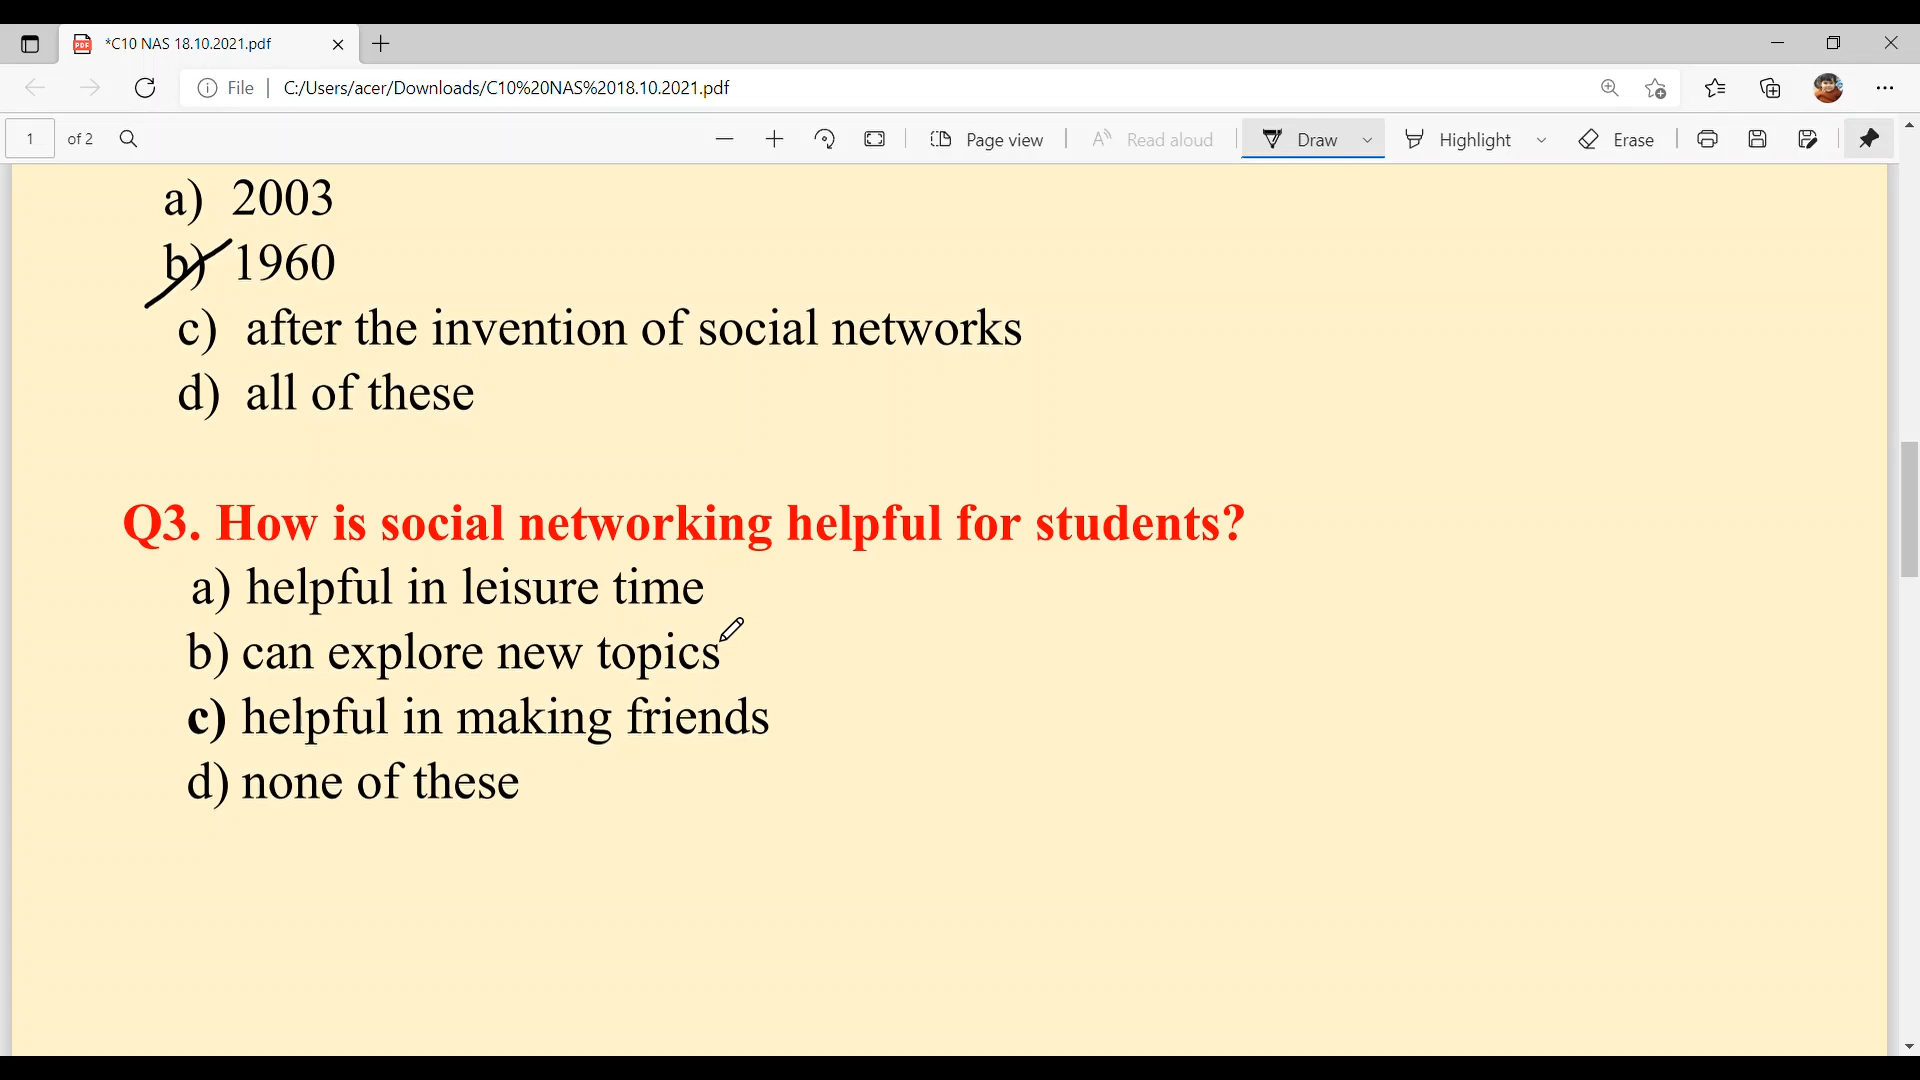 *C10 NAS 18.10.2021.pdf
File | C:/Users/acer/Downloads/C10%20NAS%2018.10.2021.pdf
1 of 2 Page view Read aloud Draw Highlight Erase
a) 2003
b) 1960
c) after the invention of social networks
d) all of these
Q3. How is social networking helpful for students?
a) helpful in leisure time
b) can explore new topics
c) helpful in making friends
d) none of these